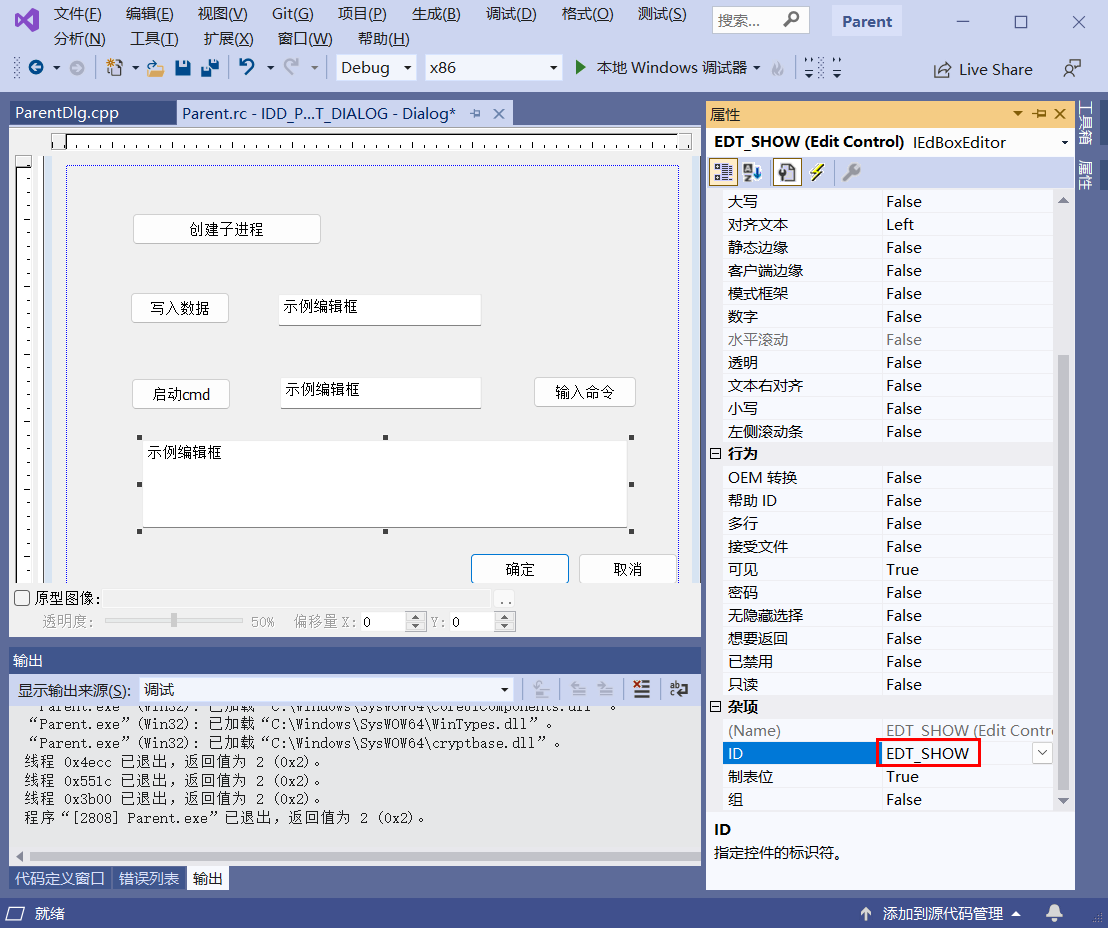 文件(F) 编辑(E) 视图(V) Git(G) 项目(P) 生成(B) 调试(D) 格式(O) 测试(S) 搜索... Parent
分析(N) 工具(T) 扩展(X) 窗口(W) 帮助(H)
Debug x86 本地 Windows 调试器 Live Share
ParentDlg.cpp Parent.rc - IDD_P...T_DIALOG - Dialog*
创建子进程
写入数据 示例编辑框
启动cmd 示例编辑框 输入命令
示例编辑框
确定 取消
原型图像: ..
透明度: 50% 偏移量 X: 0 Y: 0
输出
显示输出来源(S): 调试
“Parent.exe”(Win32): 已加载“C:\Windows\SysWOW64\CoreUIComponents.dll”。
“Parent.exe”(Win32): 已加载“C:\Windows\SysWOW64\WinTypes.dll”。
“Parent.exe”(Win32): 已加载“C:\Windows\SysWOW64\cryptbase.dll”。
线程 0x4ecc 已退出，返回值为 2 (0x2)。
线程 0x551c 已退出，返回值为 2 (0x2)。
线程 0x3b00 已退出，返回值为 2 (0x2)。
程序“[2808] Parent.exe”已退出，返回值为 2 (0x2)。
代码定义窗口 错误列表 输出
属性
EDT_SHOW (Edit Control) IEdBoxEditor
大写 False
对齐文本 Left
静态边缘 False
客户端边缘 False
模式框架 False
数字 False
水平滚动 False
透明 False
文本右对齐 False
小写 False
左侧滚动条 False
行为
OEM 转换 False
帮助 ID False
多行 False
接受文件 False
可见 True
密码 False
无隐藏选择 False
想要返回 False
已禁用 False
只读 False
杂项
(Name) EDT_SHOW (Edit Contr
ID EDT_SHOW
制表位 True
组 False
ID
指定控件的标识符。
工具箱
属性
就绪 添加到源代码管理